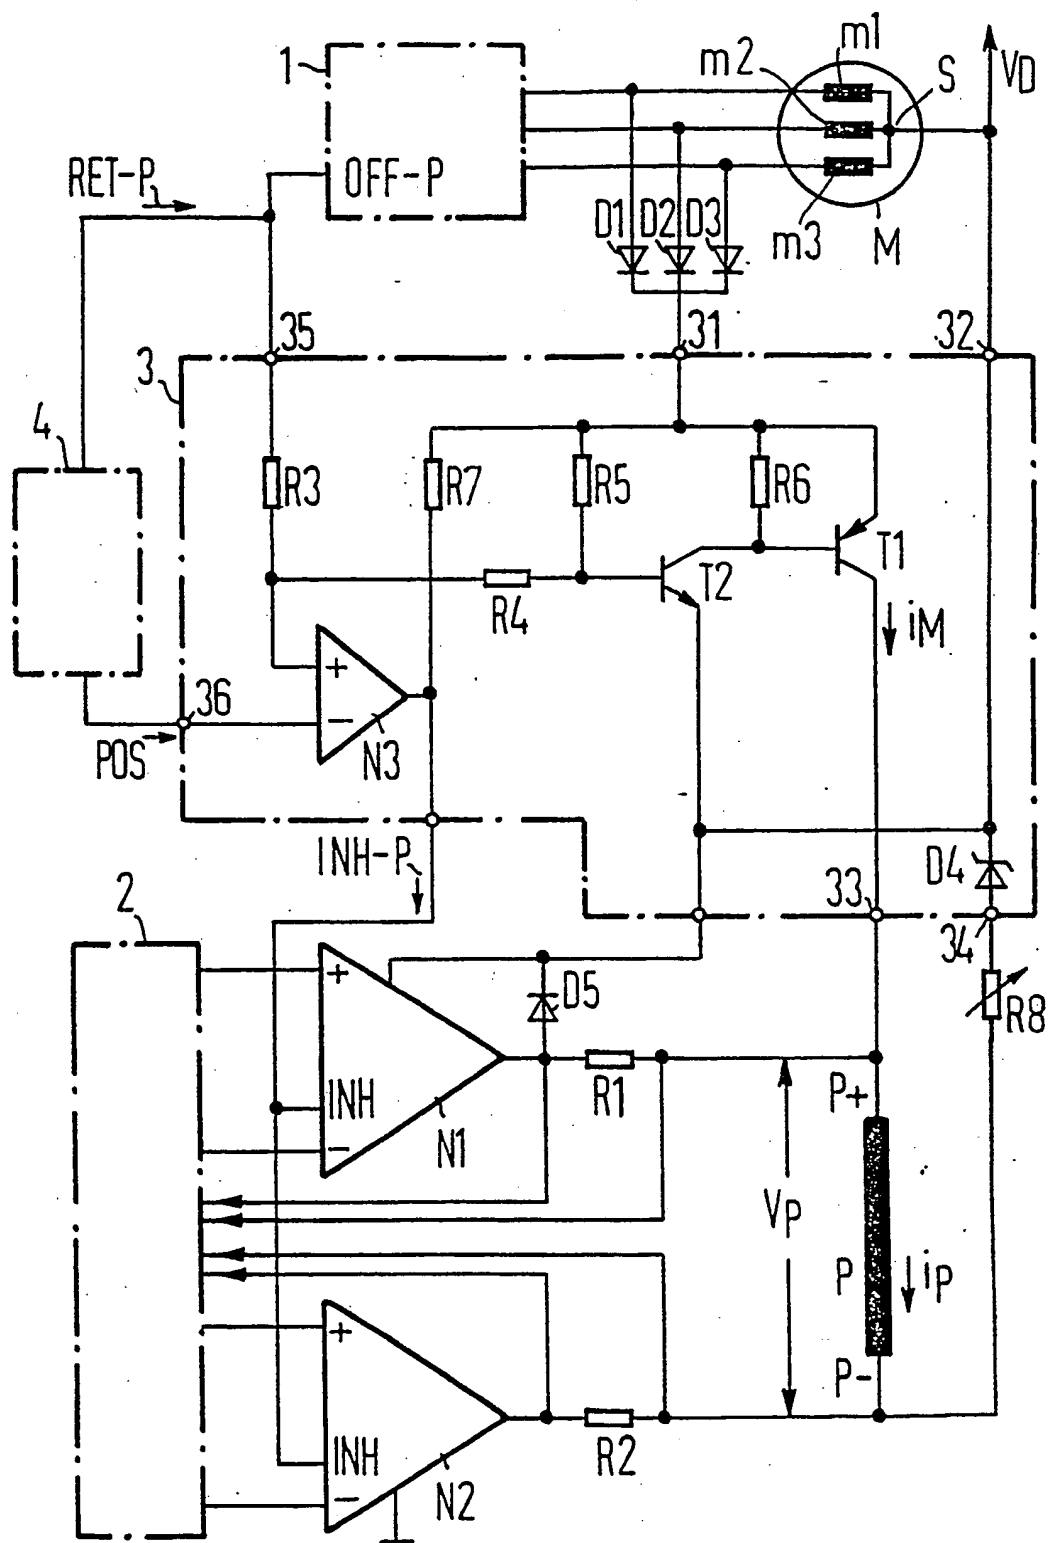 m1
1
m2
S
VD
RET-P
OFF-P
D1
D2
D3
m3
M
35
31
32
3
4
R3
R7
R5
R6
T1
T2
R4
iM
+
36
−
POS
N3
INH-P
D4
33
2
34
+
D5
R8
INH
R1
P+
−
N1
VP
P
iP
+
P−
INH
R2
−
N2